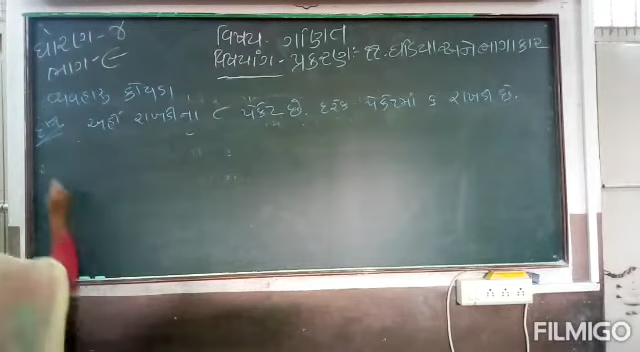 ધોરણ-૪
વિષય- ગણિત
ભાગ-૯
વિષયાંગ- પ્રકરણ:- ૧૧. ઘડિયા અને ભાગાકાર
વ્યવહારુ કોયડા
અહીં રાખડીના ૮ પેકેટ છે. દરેક પેકેટમાં ૬ રાખડી છે.
FILMIGO